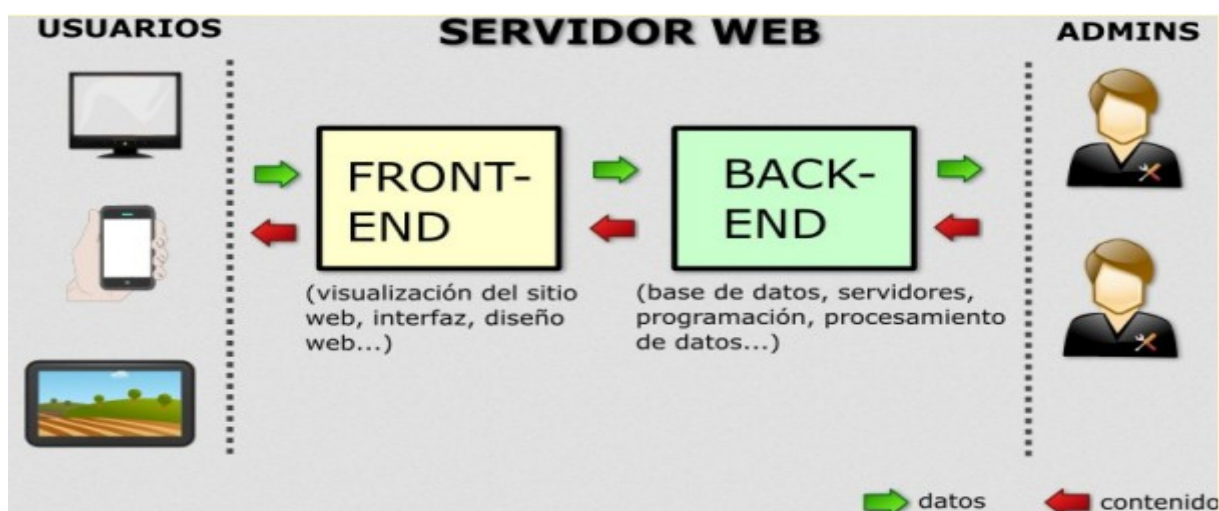 USUARIOS
SERVIDOR WEB
ADMINS
FRONT-
END
(visualización del sitio
web, interfaz, diseño
web...)
BACK-
END
(base de datos, servidores,
programación, procesamiento
de datos...)
datos
contenido